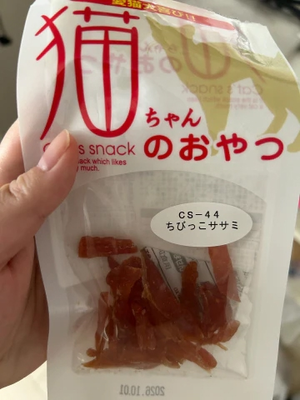 愛猫大喜び!!
猫
ちゃん
のおやつ
cat's snack
snack which likes
much.
CS-44
ちびっこササミ
2026.10.01